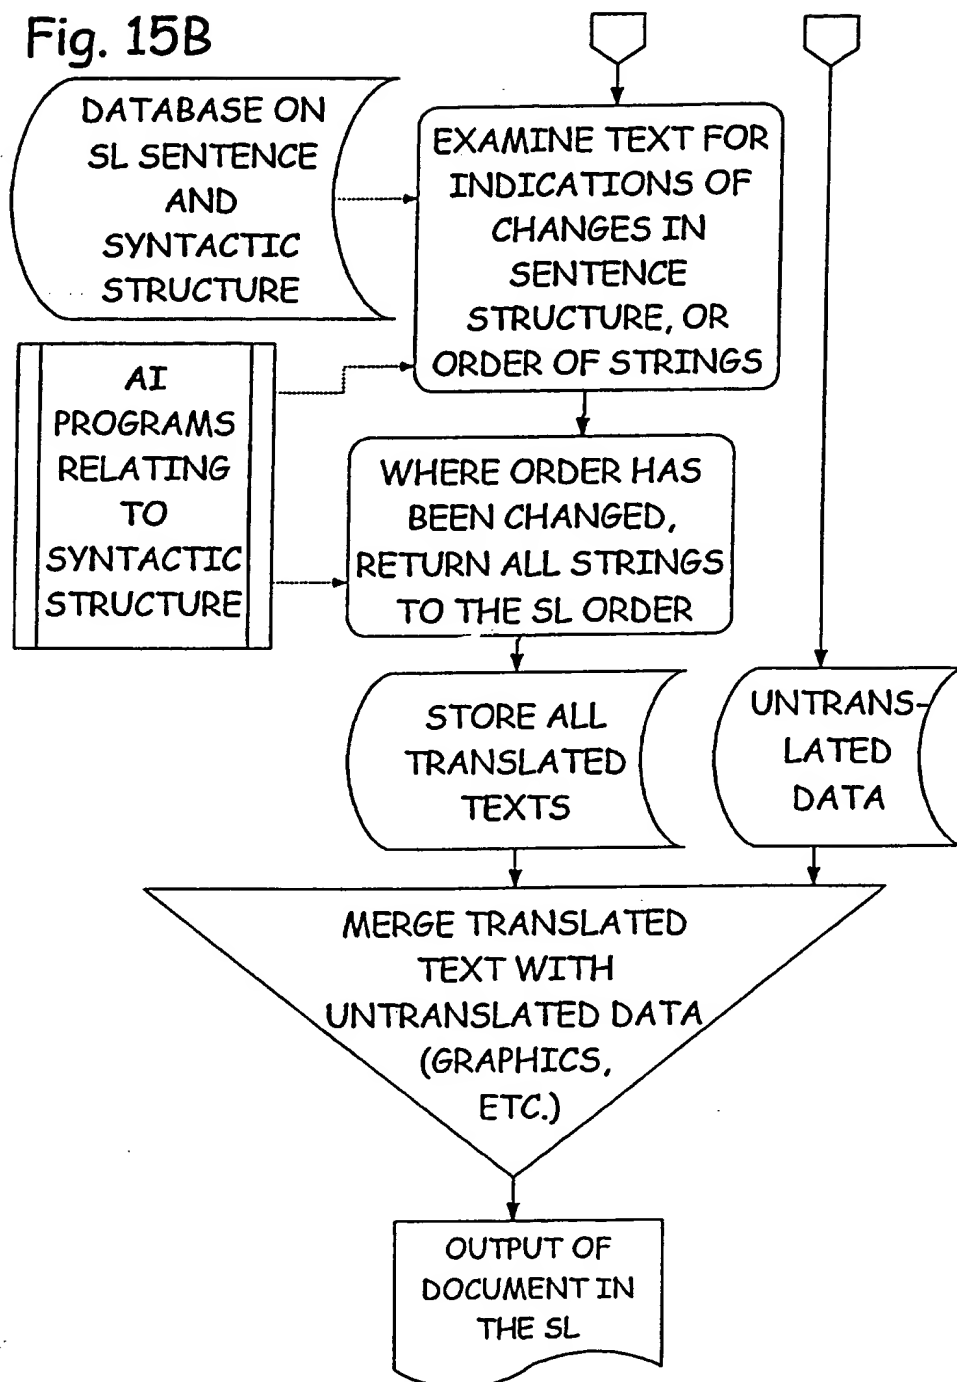 Fig. 15B
DATABASE ON
SL SENTENCE
AND
SYNTACTIC
STRUCTURE
EXAMINE TEXT FOR
INDICATIONS OF
CHANGES IN
SENTENCE
STRUCTURE, OR
ORDER OF STRINGS
AI
PROGRAMS
RELATING
TO
SYNTACTIC
STRUCTURE
WHERE ORDER HAS
BEEN CHANGED,
RETURN ALL STRINGS
TO THE SL ORDER
STORE ALL
TRANSLATED
TEXTS
UNTRANS-
LATED
DATA
MERGE TRANSLATED
TEXT WITH
UNTRANSLATED DATA
(GRAPHICS,
ETC.)
OUTPUT OF
DOCUMENT IN
THE SL